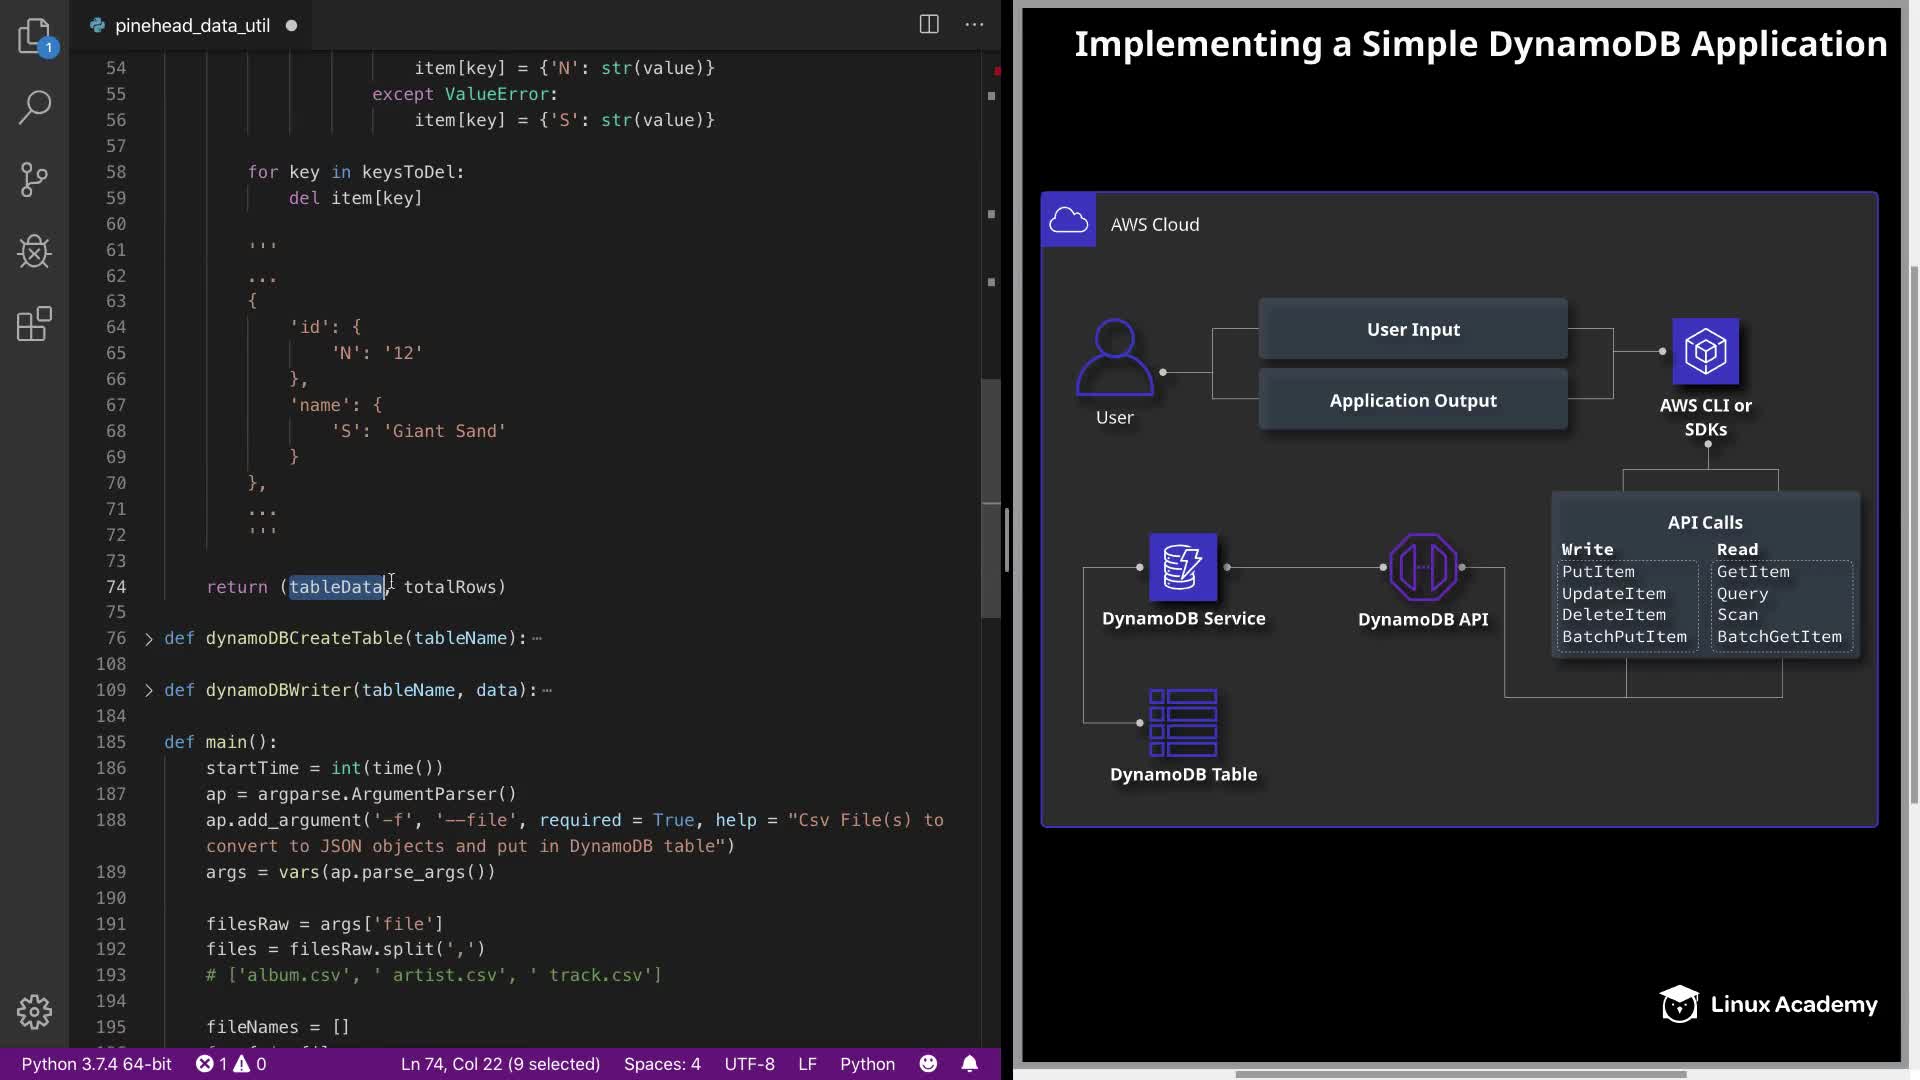 pinehead_data_util
1
54 item[key] = {'N': str(value)}
55 except ValueError:
56 item[key] = {'S': str(value)}
57
58 for key in keysToDel:
59 del item[key]
60
61 '''
62 ...
63 {
64 'id': {
65 'N': '12'
66 },
67 'name': {
68 'S': 'Giant Sand'
69 }
70 },
71 ...
72 '''
73
74 return (tableData, totalRows)
75
76 def dynamoDBCreateTable(tableName):
108
109 def dynamoDBWriter(tableName, data):
184
185 def main():
186 startTime = int(time())
187 ap = argparse.ArgumentParser()
188 ap.add_argument('-f', '--file', required = True, help = "Csv File(s) to
convert to JSON objects and put in DynamoDB table")
189 args = vars(ap.parse_args())
190
191 filesRaw = args['file']
192 files = filesRaw.split(',')
193 # ['album.csv', ' artist.csv', ' track.csv']
194
195 fileNames = []
Python 3.7.4 64-bit 1 0 Ln 74, Col 22 (9 selected) Spaces: 4 UTF-8 LF Python
Implementing a Simple DynamoDB Application
AWS Cloud
User Input
Application Output
User
AWS CLI or
SDKs
API Calls
Write Read
PutItem GetItem
UpdateItem Query
DeleteItem Scan
BatchPutItem BatchGetItem
DynamoDB Service
DynamoDB API
DynamoDB Table
Linux Academy